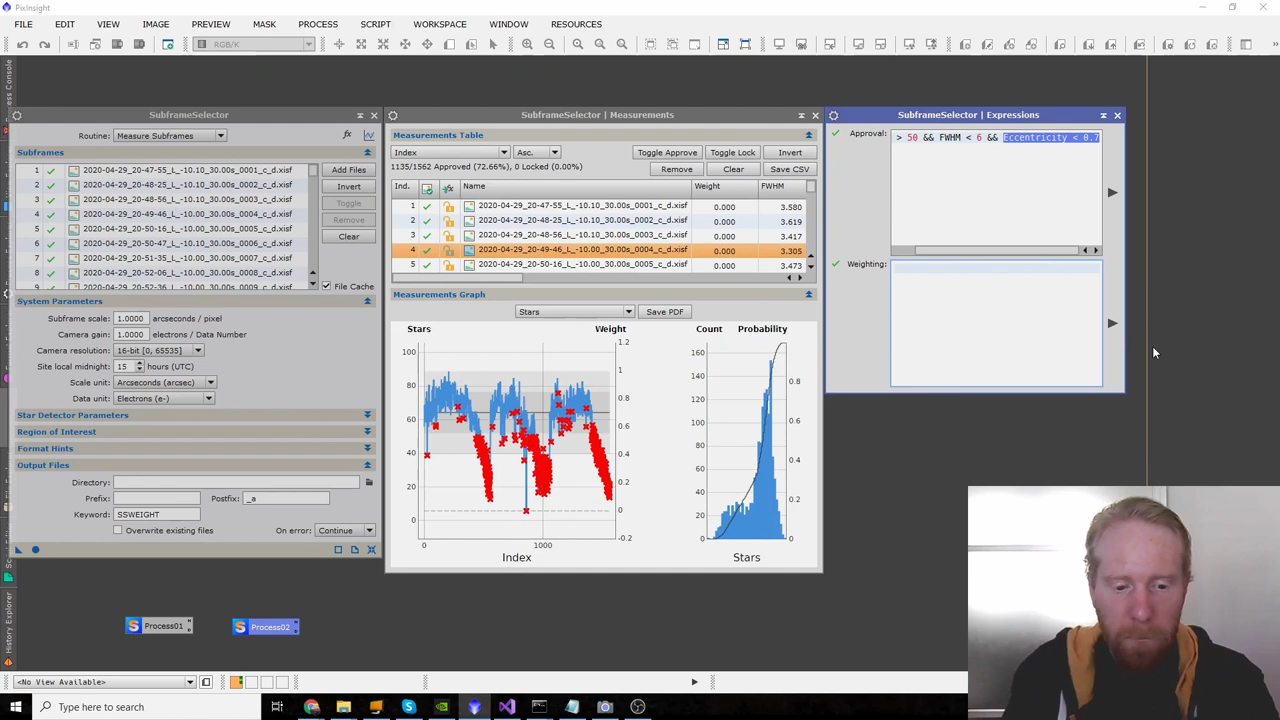 PixInsight
FILE EDIT VIEW IMAGE PREVIEW MASK PROCESS SCRIPT WORKSPACE WINDOW RESOURCES
RGB/K
Process Console
History Explorer
SubframeSelector
Routine: Measure Subframes
Subframes
1 2020-04-29_20-47-55_L_-10.10_30.00s_0001_c_d.xisf
2 2020-04-29_20-48-25_L_-10.10_30.00s_0002_c_d.xisf
3 2020-04-29_20-48-56_L_-10.10_30.00s_0003_c_d.xisf
4 2020-04-29_20-49-46_L_-10.00_30.00s_0004_c_d.xisf
5 2020-04-29_20-50-16_L_-10.10_30.00s_0005_c_d.xisf
6 2020-04-29_20-50-47_L_-10.10_30.00s_0006_c_d.xisf
7 2020-04-29_20-51-35_L_-10.10_30.00s_0007_c_d.xisf
8 2020-04-29_20-52-06_L_-10.10_30.00s_0008_c_d.xisf
9 2020-04-29_20-52-36_L_-10.10_30.00s_0009_c_d.xisf
Add Files
Invert
Toggle
Remove
Clear
File Cache
System Parameters
Subframe scale: 1.0000 arcseconds / pixel
Camera gain: 1.0000 electrons / Data Number
Camera resolution: 16-bit [0, 65535]
Site local midnight: 15 hours (UTC)
Scale unit: Arcseconds (arcsec)
Data unit: Electrons (e-)
Star Detector Parameters
Region of Interest
Format Hints
Output Files
Directory:
Prefix: Postfix: _a
Keyword: SSWEIGHT
Overwrite existing files On error: Continue
SubframeSelector | Measurements
Measurements Table
Index Asc. Toggle Approve Toggle Lock Invert
1135/1562 Approved (72.66%), 0 Locked (0.00%)
Remove Clear Save CSV
Ind. Name Weight FWHM
1 2020-04-29_20-47-55_L_-10.10_30.00s_0001_c_d.xisf 0.000 3.580
2 2020-04-29_20-48-25_L_-10.10_30.00s_0002_c_d.xisf 0.000 3.619
3 2020-04-29_20-48-56_L_-10.10_30.00s_0003_c_d.xisf 0.000 3.417
4 2020-04-29_20-49-46_L_-10.00_30.00s_0004_c_d.xisf 0.000 3.305
5 2020-04-29_20-50-16_L_-10.10_30.00s_0005_c_d.xisf 0.000 3.473
Measurements Graph
Stars Save PDF
Stars Weight Count Probability
100 80 60 40 20 0
1.2 1 0.8 0.6 0.4 0.2 0 -0.2
160 140 120 100 80 60 40 20 0
0.8 0.6 0.4 0.2 0
0 1000
Index Stars
SubframeSelector | Expressions
Approval: > 50 && FWHM < 6 && Eccentricity < 0.7
Weighting:
Process01 Process02
<No View Available>
Type here to search